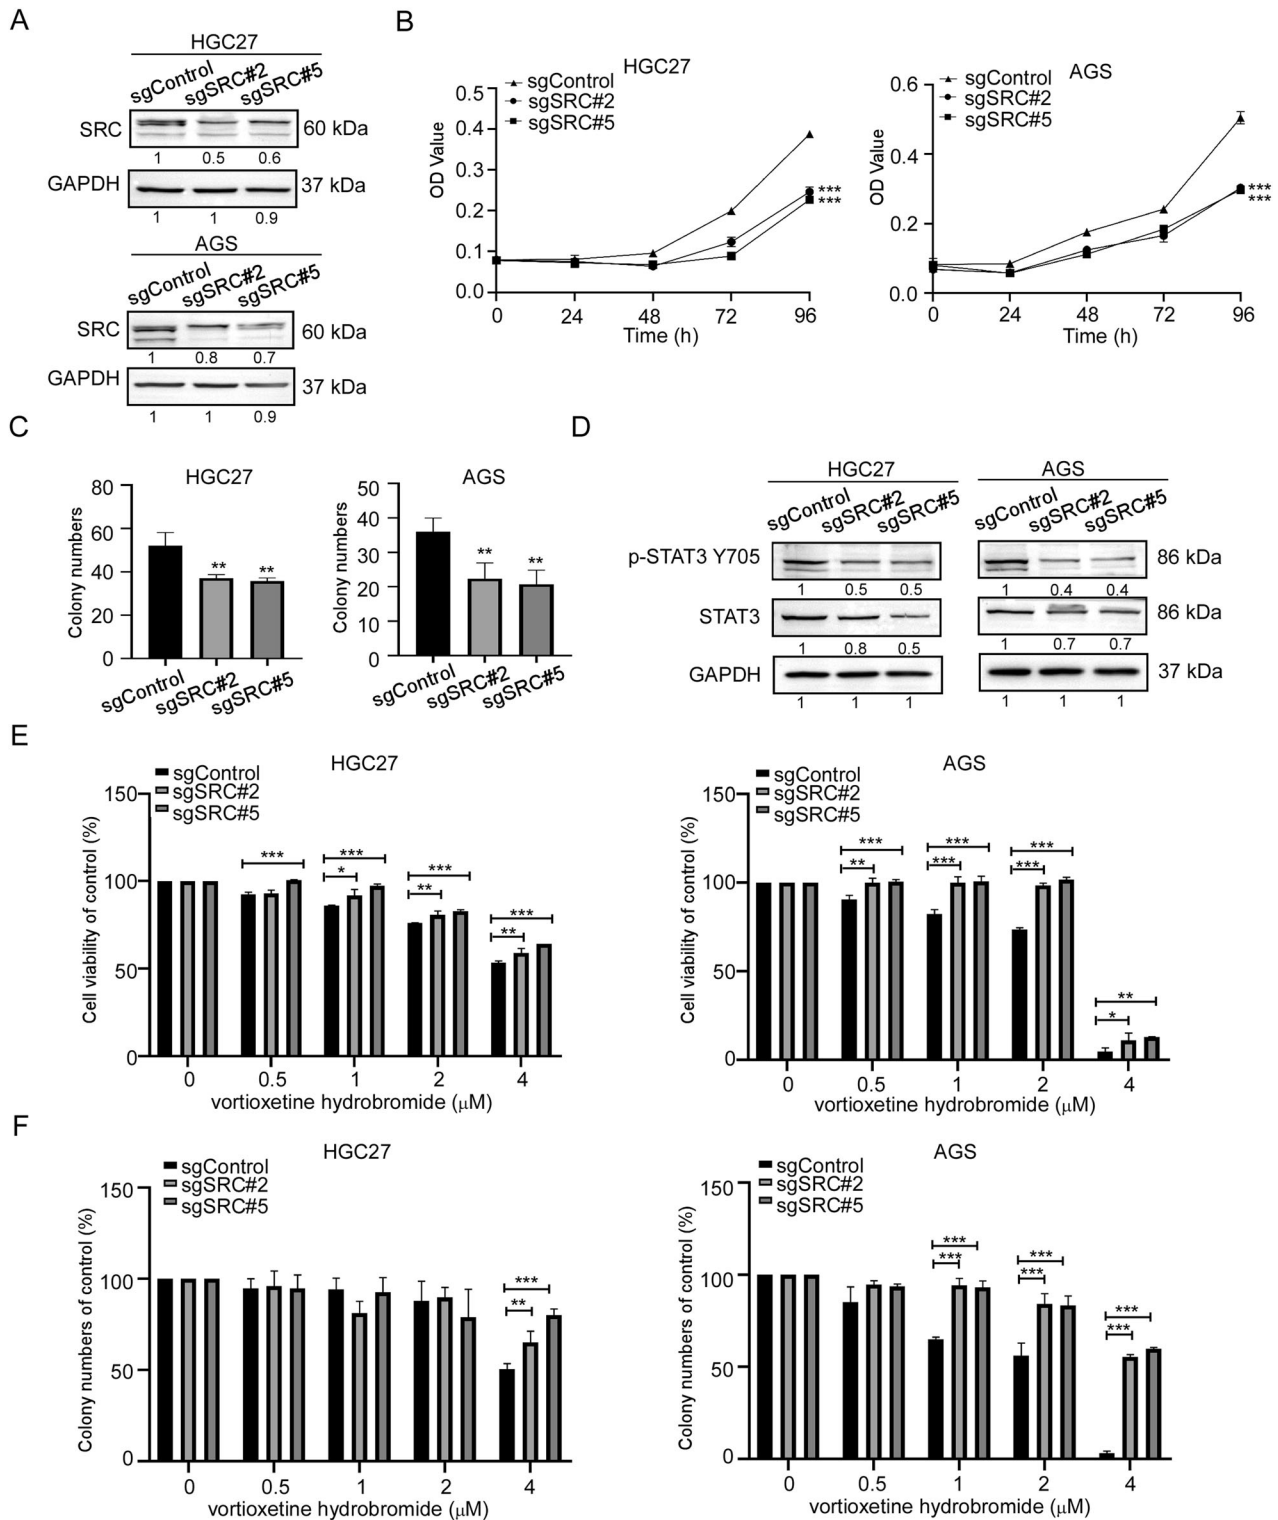 A
HGC27
sgControl sgSRC#2 sgSRC#5
SRC 60 kDa
1 0.5 0.6
GAPDH 37 kDa
1 1 0.9
AGS
sgControl sgSRC#2 sgSRC#5
SRC 60 kDa
1 0.8 0.7
GAPDH 37 kDa
1 1 0.9
B
HGC27
sgControl
sgSRC#2
sgSRC#5
OD Value
0.5
0.4
0.3
0.2
0.1
0.0
***
***
0 24 48 72 96
Time (h)
AGS
sgControl
sgSRC#2
sgSRC#5
OD Value
0.6
0.4
0.2
0.0
***
***
0 24 48 72 96
Time (h)
C
HGC27
Colony numbers
80
60
40
20
0
** **
sgControl sgSRC#2 sgSRC#5
AGS
Colony numbers
50
40
30
20
10
0
** **
sgControl sgSRC#2 sgSRC#5
D
HGC27 AGS
sgControl sgSRC#2 sgSRC#5 sgControl sgSRC#2 sgSRC#5
p-STAT3 Y705 86 kDa
1 0.5 0.5 1 0.4 0.4
STAT3 86 kDa
1 0.8 0.5 1 0.7 0.7
GAPDH 37 kDa
1 1 1 1 1 1
E
HGC27
sgControl
sgSRC#2
sgSRC#5
Cell viability of control (%)
150
100
50
0
***
***
*
***
**
***
**
0 0.5 1 2 4
vortioxetine hydrobromide (μM)
AGS
sgControl
sgSRC#2
sgSRC#5
Cell viability of control (%)
150
100
50
0
***
**
***
***
***
***
**
*
0 0.5 1 2 4
vortioxetine hydrobromide (μM)
F
HGC27
sgControl
sgSRC#2
sgSRC#5
Colony numbers of control (%)
150
100
50
0
***
**
0 0.5 1 2 4
vortioxetine hydrobromide (μM)
AGS
sgControl
sgSRC#2
sgSRC#5
Colony numbers of control (%)
150
100
50
0
***
***
***
***
***
***
0 0.5 1 2 4
vortioxetine hydrobromide (μM)